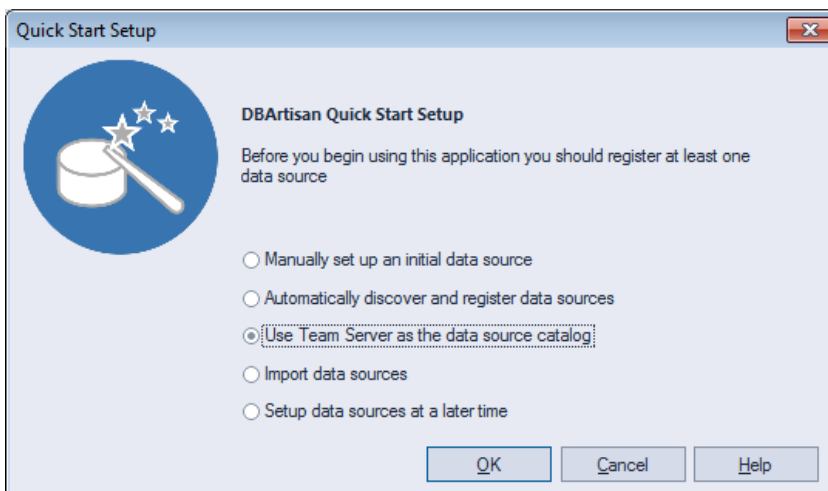 Quick Start Setup
DBArtisan Quick Start Setup
Before you begin using this application you should register at least one
data source
Manually set up an initial data source
Automatically discover and register data sources
Use Team Server as the data source catalog
Import data sources
Setup data sources at a later time
OK Cancel Help